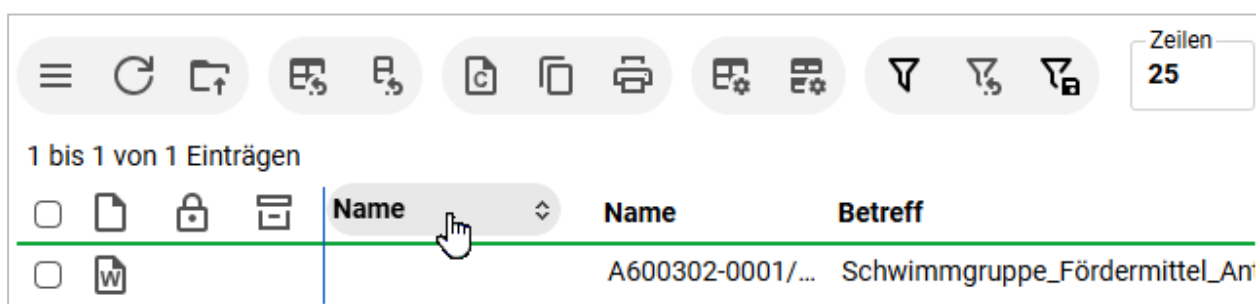 Zeilen
25
1 bis 1 von 1 Einträgen
Name Name Betreff
A600302-0001/... Schwimmgruppe_Fördermittel_An